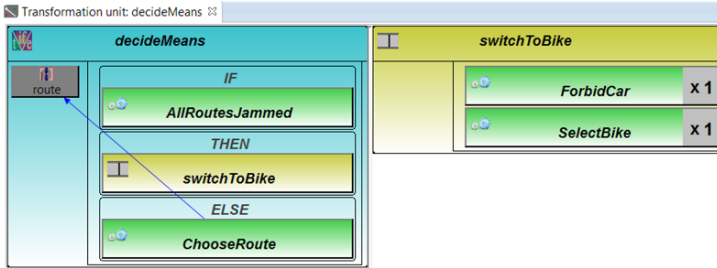 Transformation unit: decideMeans
decideMeans
route
IF
AllRoutesJammed
THEN
switchToBike
ELSE
ChooseRoute
switchToBike
ForbidCar x 1
SelectBike x 1